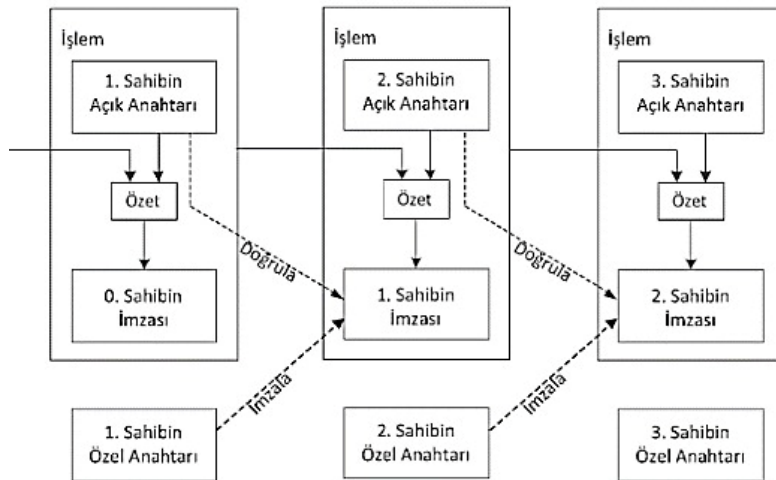 İşlem
1. Sahibin
Açık Anahtarı
Özet
0. Sahibin
İmzası
İşlem
2. Sahibin
Açık Anahtarı
Özet
Doğrula
1. Sahibin
İmzası
İşlem
3. Sahibin
Açık Anahtarı
Özet
Doğrula
2. Sahibin
İmzası
İmzala
İmzala
1. Sahibin
Özel Anahtarı
2. Sahibin
Özel Anahtarı
3. Sahibin
Özel Anahtarı